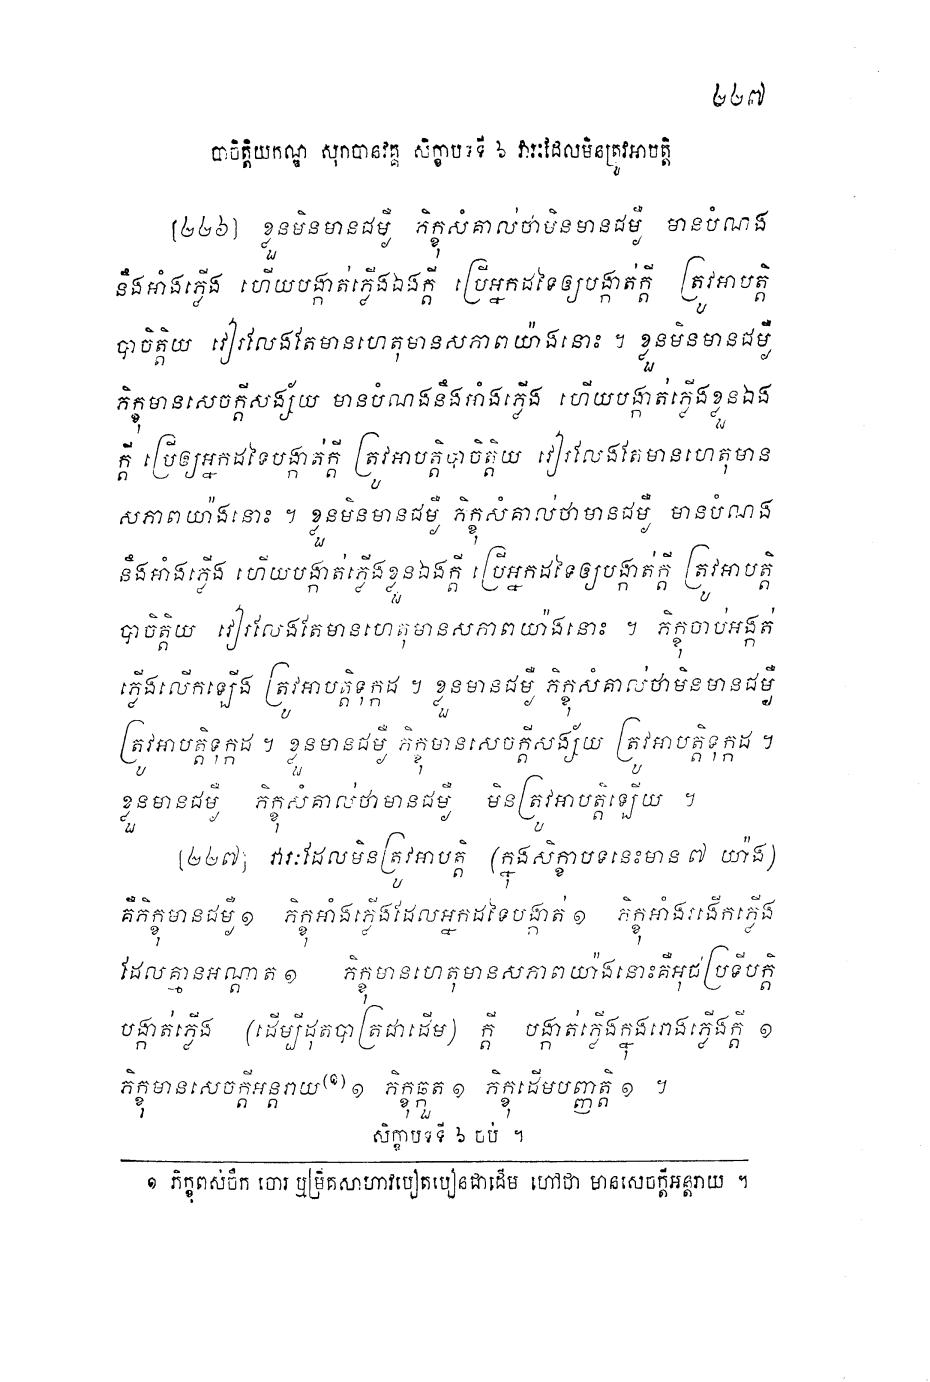 ២២៧
បាចិត្តិយកណ្ឌ សុរាបានវគ្គ សិក្ខាបទទី ៦ វារៈដែលមិនត្រូវអាបត្តិ
[២២៦] ខ្លួនមិនមានជម្ងឺ ភិក្ខុសំគាល់ថាមិនមានជម្ងឺ មានបំណង
នឹងអាំងភ្លើង ហើយបង្កាត់ភ្លើងឯងក្តី ប្រើអ្នកដទៃឲ្យបង្កាត់ក្តី ត្រូវអាបត្តិ
បាចិត្តិយ វៀរលែងតែមានហេតុមានសភាពយ៉ាងនោះ ។ ខ្លួនមិនមានជម្ងឺ
ភិក្ខុមានសេចក្តីសង្ស័យ មានបំណងនឹងអាំងភ្លើង ហើយបង្កាត់ភ្លើងខ្លួនឯង
ក្តី ប្រើឲ្យអ្នកដទៃបង្កាត់ក្តី ត្រូវអាបត្តិបាចិត្តិយ វៀរលែងតែមានហេតុមាន
សភាពយ៉ាងនោះ ។ ខ្លួនមិនមានជម្ងឺ ភិក្ខុសំគាល់ថាមានជម្ងឺ មានបំណង
នឹងអាំងភ្លើង ហើយបង្កាត់ភ្លើងខ្លួនឯងក្តី ប្រើអ្នកដទៃឲ្យបង្កាត់ក្តី ត្រូវអាបត្តិ
បាចិត្តិយ វៀរលែងតែមានហេតុមានសភាពយ៉ាងនោះ ។ ភិក្ខុចាប់អង្កត់
ភ្លើងលើកឡើង ត្រូវអាបត្តិទុក្កដ ។ ខ្លួនមានជម្ងឺ ភិក្ខុសំគាល់ថាមិនមានជម្ងឺ
ត្រូវអាបត្តិទុក្កដ ។ ខ្លួនមានជម្ងឺ ភិក្ខុមានសេចក្តីសង្ស័យ ត្រូវអាបត្តិទុក្កដ ។
ខ្លួនមានជម្ងឺ ភិក្ខុសំគាល់ថាមានជម្ងឺ មិនត្រូវអាបត្តិឡើយ ។
[២២៧] វារៈដែលមិនត្រូវអាបត្តិ (ក្នុងសិក្ខាបទនេះមាន ៧ យ៉ាង)
គឺភិក្ខុមានជម្ងឺ ១ ភិក្ខុអាំងភ្លើងដែលអ្នកដទៃបង្កាត់ ១ ភិក្ខុអាំងរងើកភ្លើង
ដែលគ្មានអណ្តាត ១ ភិក្ខុមានហេតុមានសភាពយ៉ាងនោះគឺអុជប្រទីបក្តិ
បង្កាត់ភ្លើង (ដើម្បីដុតបាត្រជាដើម) ក្តី បង្កាត់ភ្លើងក្នុងរោងភ្លើងក្តី ១
ភិក្ខុមានសេចក្តីអន្តរាយ(១) ១ ភិក្ខុឆ្កួត ១ ភិក្ខុដើមបញ្ញត្តិ ១ ។
សិក្ខាបទទី ៦ ចប់ ។
១ ភិក្ខុពស់ចឹក ចោរ ឬម្រឹគសាហាវបៀតបៀនជាដើម ហៅថា មានសេចក្តីអន្តរាយ ។